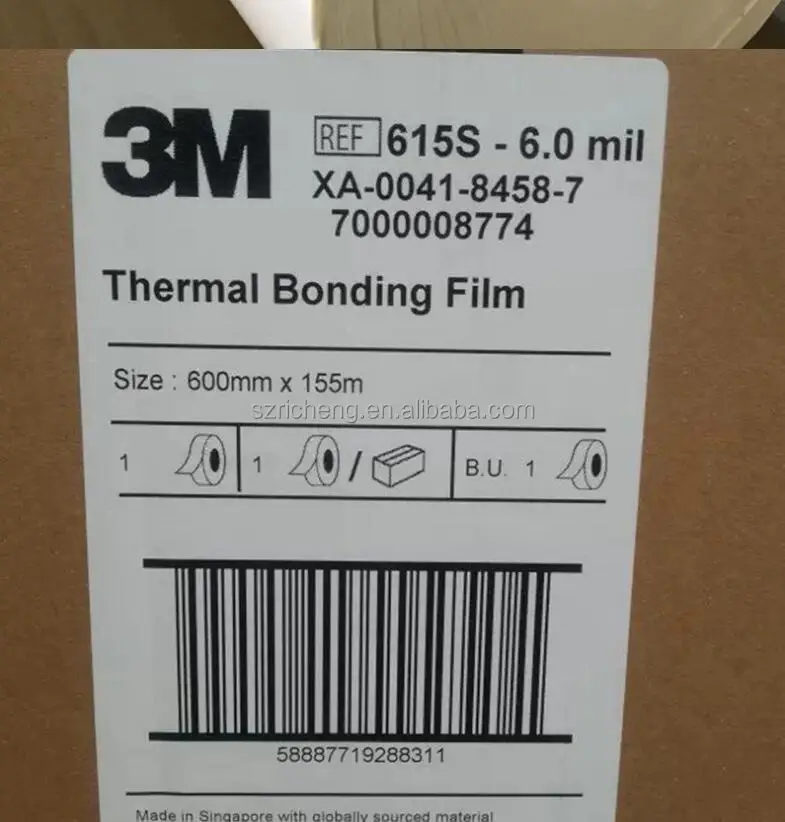 3M
REF 615S - 6.0 mil
XA-0041-8458-7
7000008774
Thermal Bonding Film
Size : 600mm x 155m
szricheng.en.alibaba.com
1 1 / B.U. 1
58887719288311
Made in Singapore with globally sourced material